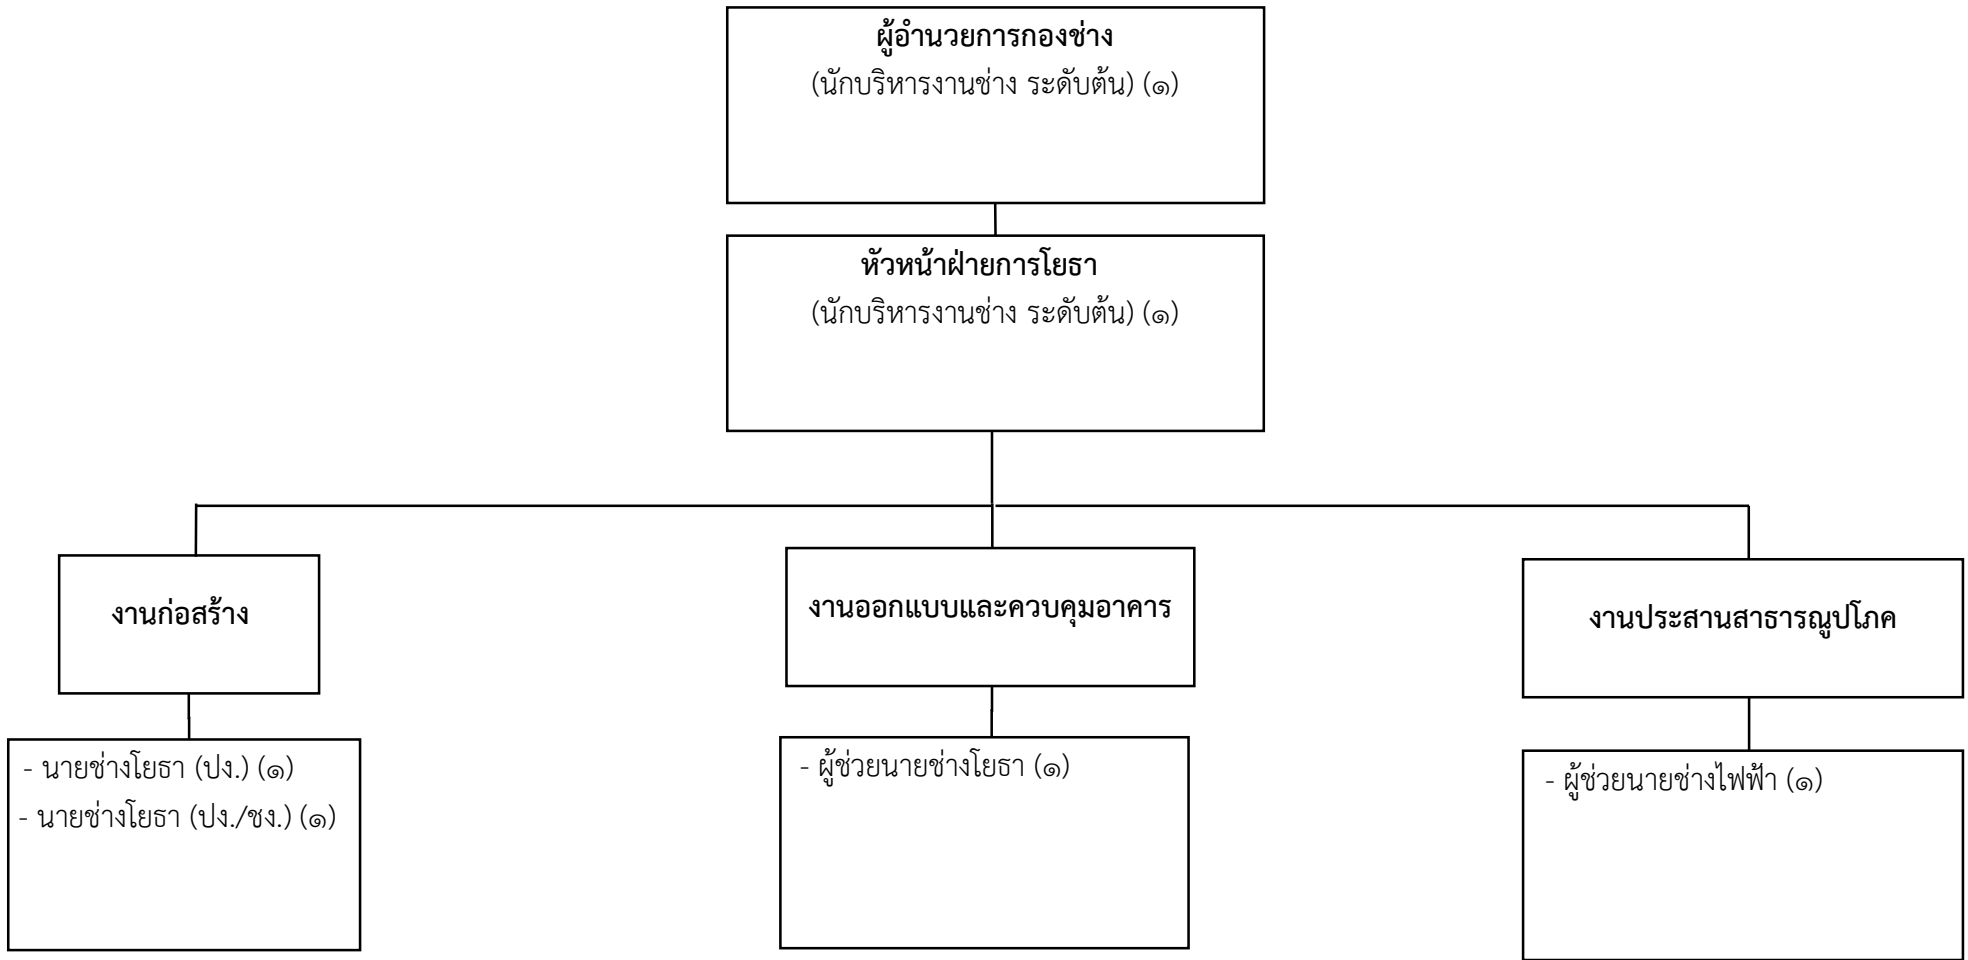 ผู้อำนวยการกองช่าง
(นักบริหารงานช่าง ระดับต้น) (๑)
หัวหน้าฝ่ายการโยธา
(นักบริหารงานช่าง ระดับต้น) (๑)
งานก่อสร้าง
งานออกแบบและควบคุมอาคาร
งานประสานสาธารณูปโภค
- นายช่างโยธา (ปง.) (๑)
- นายช่างโยธา (ปง./ชง.) (๑)
- ผู้ช่วยนายช่างโยธา (๑)
- ผู้ช่วยนายช่างไฟฟ้า (๑)